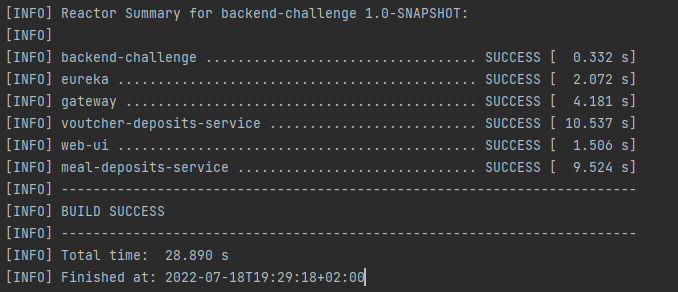 [INFO] Reactor Summary for backend-challenge 1.0-SNAPSHOT:
[INFO]
[INFO] backend-challenge .................................. SUCCESS [  0.332 s]
[INFO] eureka ............................................. SUCCESS [  2.072 s]
[INFO] gateway ............................................ SUCCESS [  4.181 s]
[INFO] voutcher-deposits-service .......................... SUCCESS [ 10.537 s]
[INFO] web-ui ............................................. SUCCESS [  1.506 s]
[INFO] meal-deposits-service .............................. SUCCESS [  9.524 s]
[INFO] ------------------------------------------------------------------------
[INFO] BUILD SUCCESS
[INFO] ------------------------------------------------------------------------
[INFO] Total time:  28.890 s
[INFO] Finished at: 2022-07-18T19:29:18+02:00